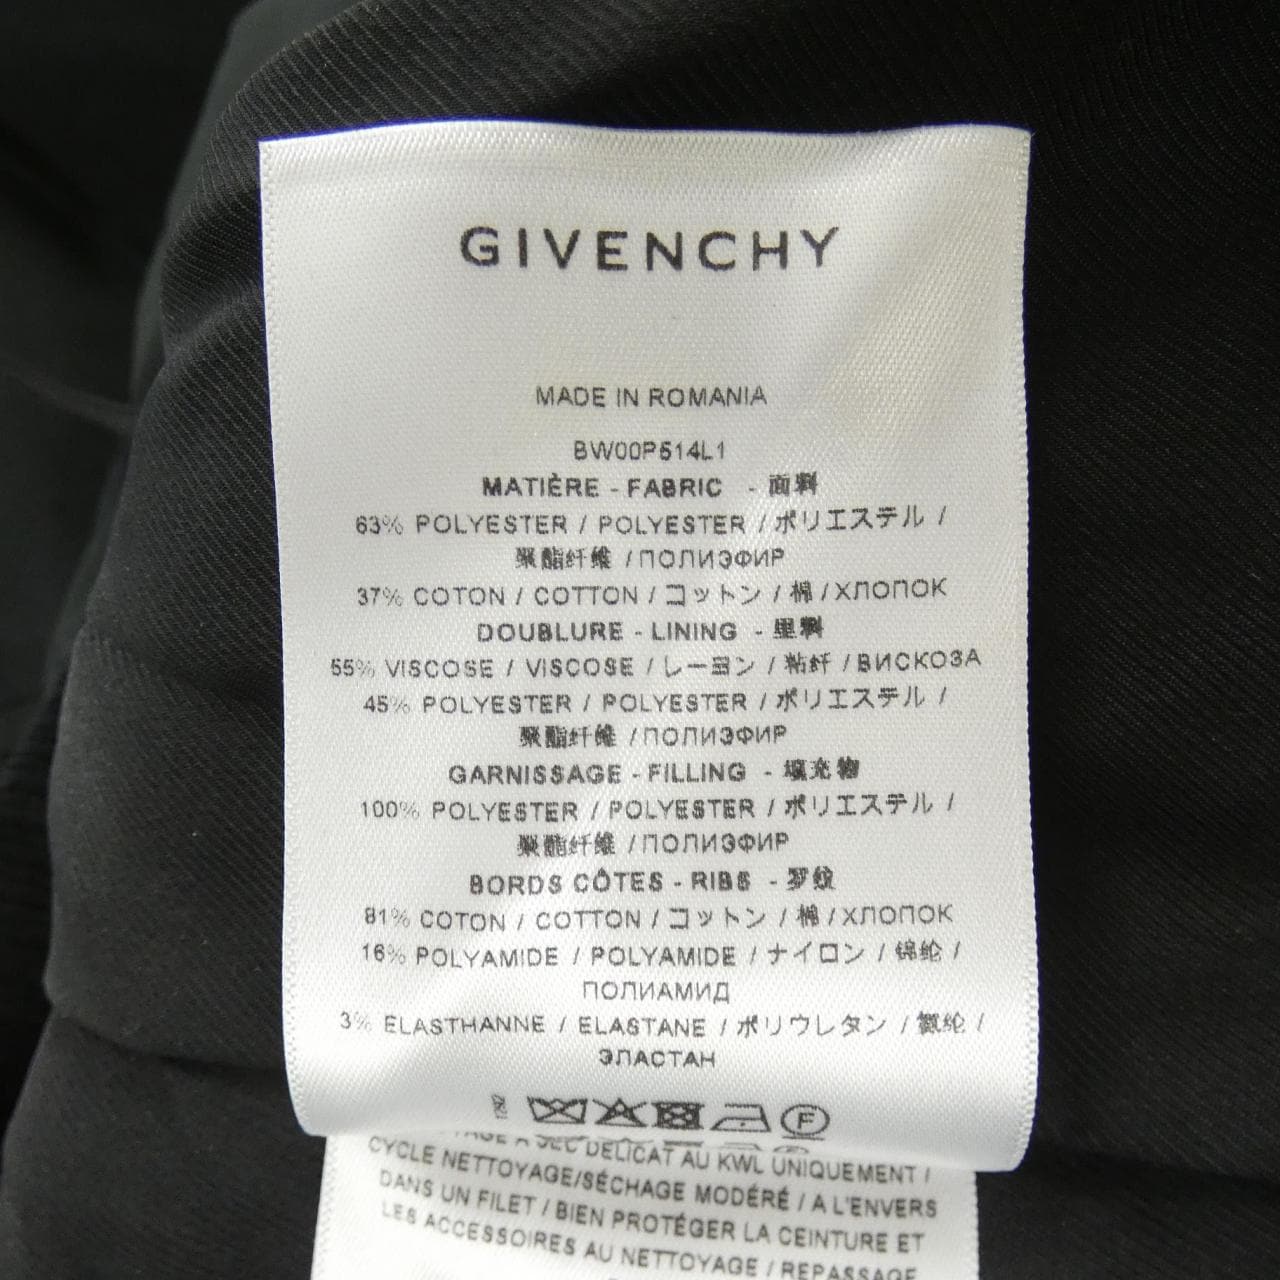 GIVENCHY
MADE IN ROMANIA
BW00P514L1
MATIÈRE - FABRIC - 面料
63% POLYESTER / POLYESTER / ポリエステル /
聚酯纤维 / ПОЛИЭФИР
37% COTON / COTTON / コットン / 棉 / ХЛОПОК
DOUBLURE - LINING - 里料
55% VISCOSE / VISCOSE / レーヨン / 粘纤 / ВИСКОЗА
45% POLYESTER / POLYESTER / ポリエステル /
聚酯纤维 / ПОЛИЭФИР
GARNISSAGE - FILLING - 填充物
100% POLYESTER / POLYESTER / ポリエステル /
聚酯纤维 / ПОЛИЭФИР
BORDS CÔTES - RIBS - 罗纹
81% COTON / COTTON / コットン / 棉 / ХЛОПОК
16% POLYAMIDE / POLYAMIDE / ナイロン / 锦纶 /
ПОЛИАМИД
3% ELASTHANNE / ELASTANE / ポリウレタン / 氨纶 /
ЭЛАСТАН
F
A SEC DÉLICAT AU KWL UNIQUEMENT /
CYCLE NETTOYAGE/SÉCHAGE MODÉRÉ / A L'ENVERS
DANS UN FILET / BIEN PROTÉGER LA CEINTURE ET
LES ACCESSOIRES AU NETTOYAGE / REPASSAGE